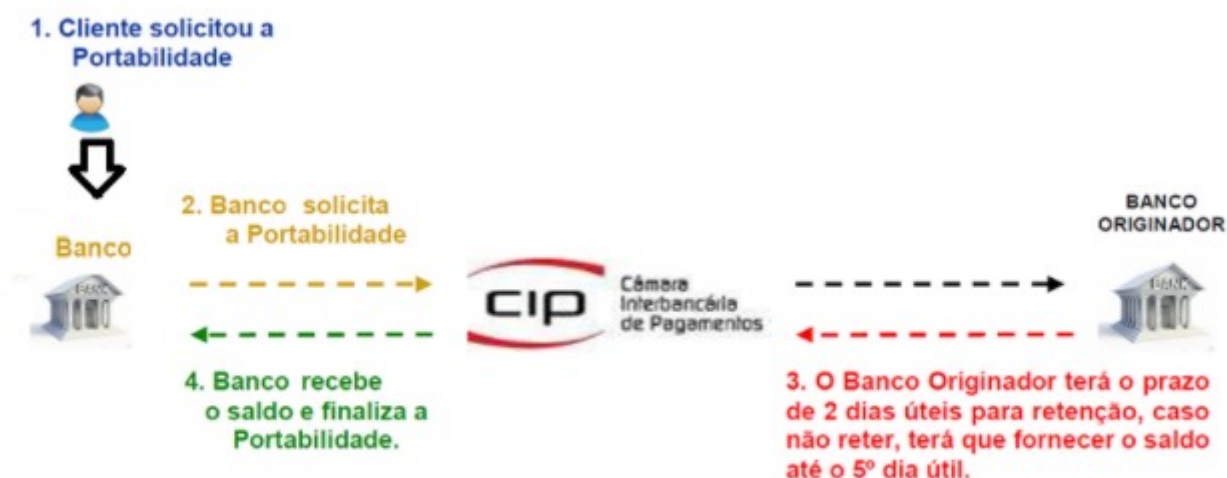 1. Cliente solicitou a
Portabilidade
2. Banco solicita
a Portabilidade
Banco
BANCO
ORIGINADOR
BANK
CIP
Câmara
Interbancária
de Pagamentos
BANK
4. Banco recebe
o saldo e finaliza a
Portabilidade.
3. O Banco Originador terá o prazo
de 2 dias úteis para retenção, caso
não reter, terá que fornecer o saldo
até o 5º dia útil.